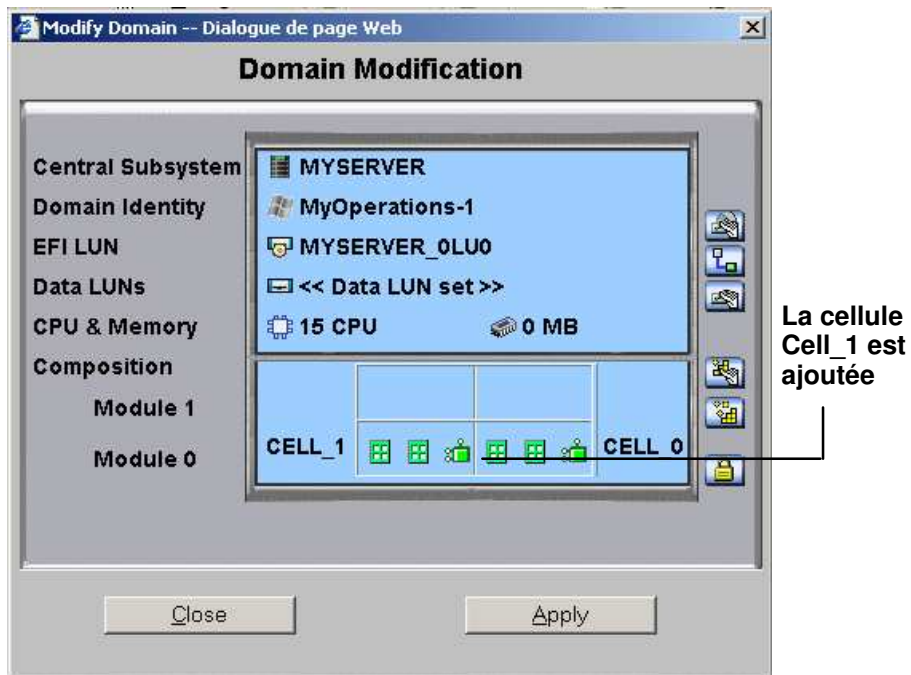 Modify Domain -- Dialogue de page Web
Domain Modification
Central Subsystem MYSERVER
Domain Identity MyOperations-1
EFI LUN MYSERVER_0LU0
Data LUNs << Data LUN set >>
CPU & Memory 15 CPU 0 MB
Composition
Module 1
Module 0
CELL_1
CELL_0
La cellule
Cell_1 est
ajoutée
Close
Apply